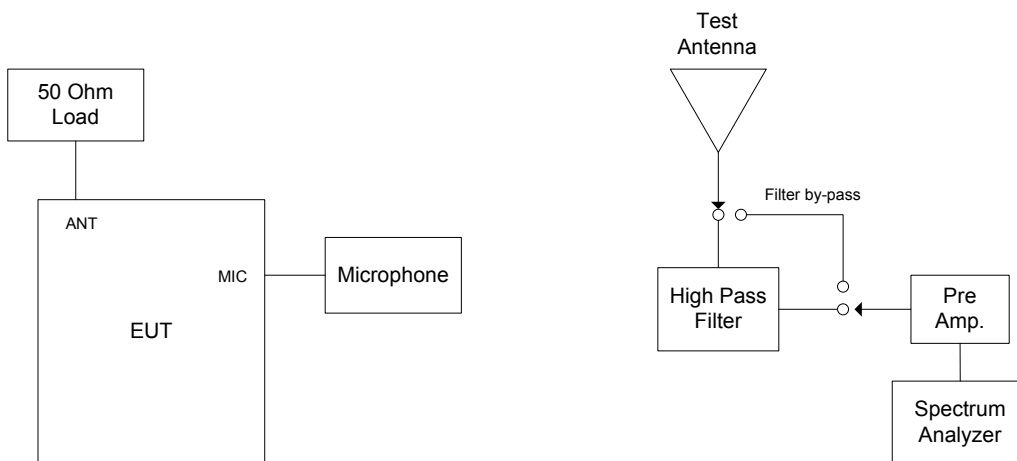 50 Ohm
Load
ANT
MIC
EUT
Microphone
Test
Antenna
Filter by-pass
High Pass
Filter
Pre
Amp.
Spectrum
Analyzer